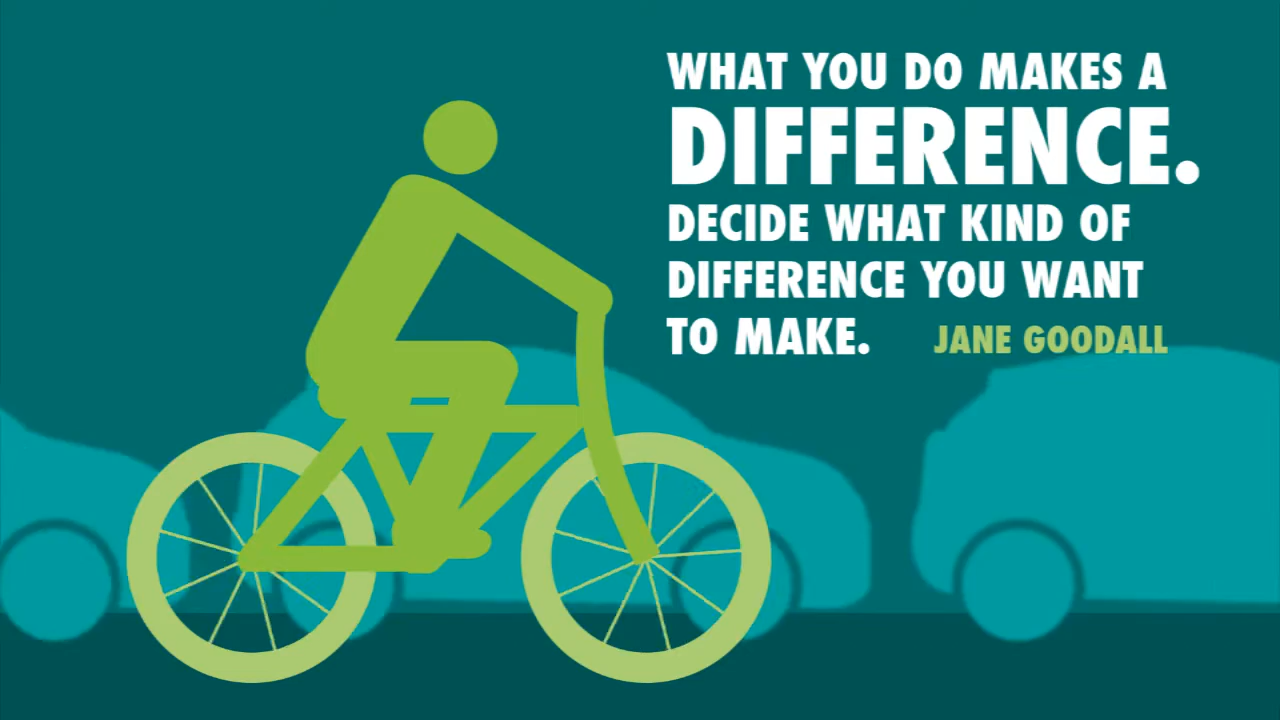 WHAT YOU DO MAKES A
DIFFERENCE.
DECIDE WHAT KIND OF
DIFFERENCE YOU WANT
TO MAKE. JANE GOODALL